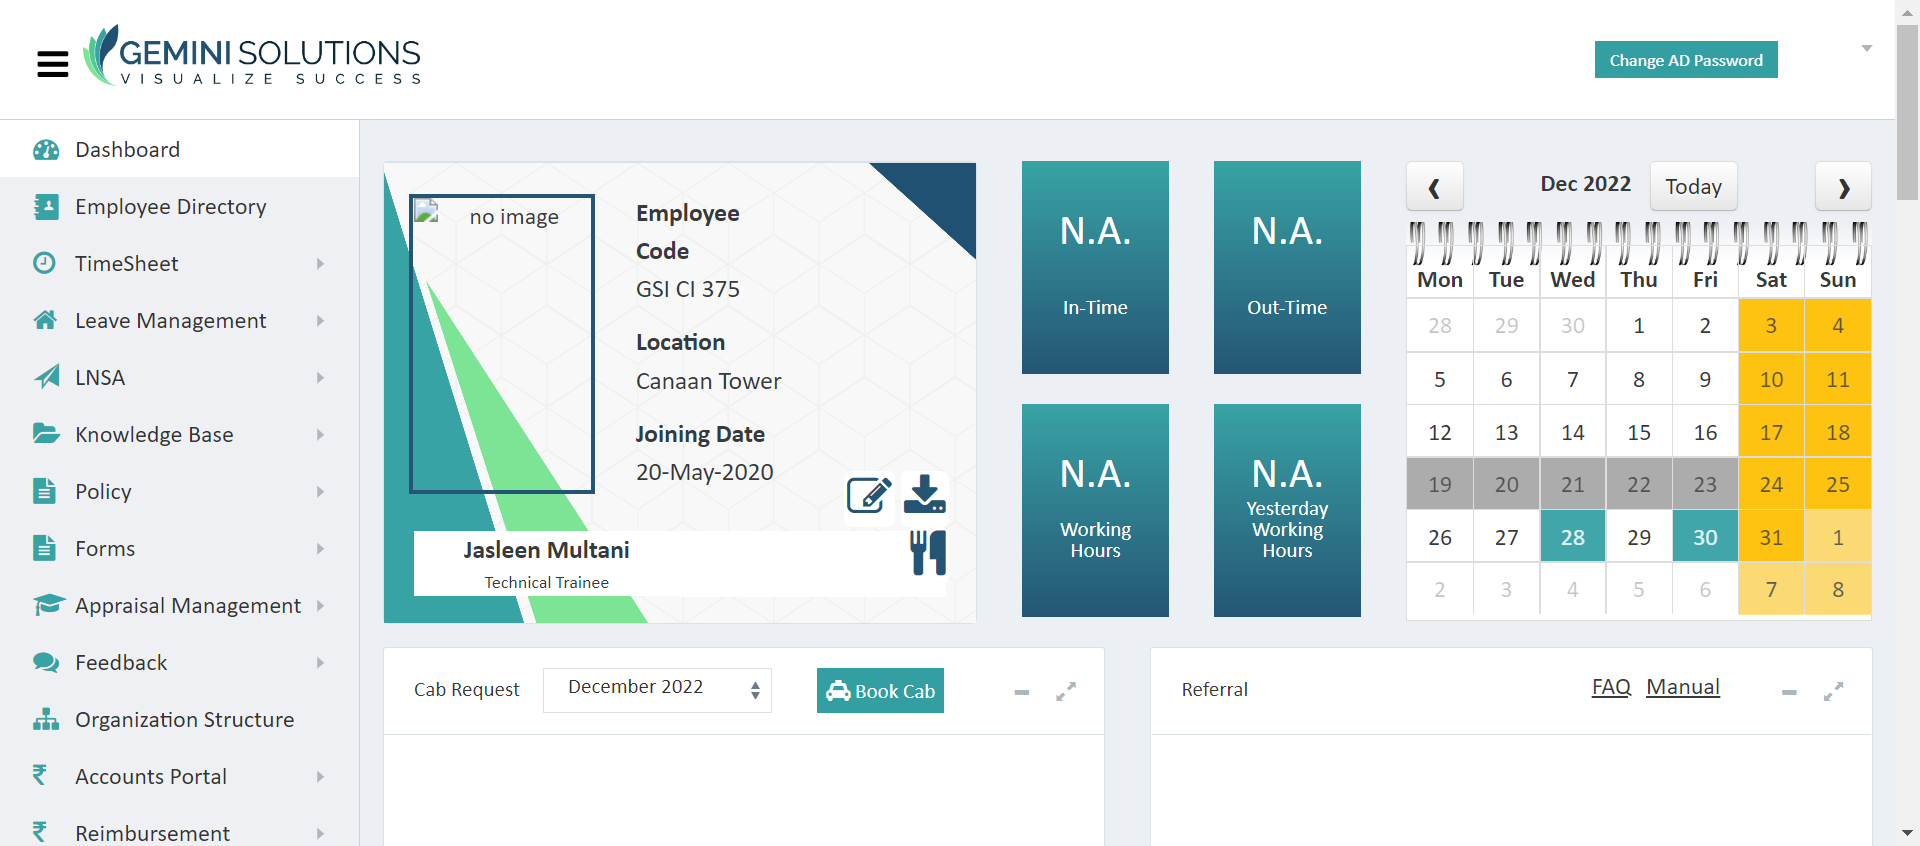 GEMINI SOLUTIONS
VISUALIZE SUCCESS
Change AD Password
Dashboard
Employee Directory
TimeSheet
Leave Management
LNSA
Knowledge Base
Policy
Forms
Appraisal Management
Feedback
Organization Structure
Accounts Portal
Reimbursement
no image
Employee
Code
GSI CI 375
Location
Canaan Tower
Joining Date
20-May-2020
Jasleen Multani
Technical Trainee
N.A.
In-Time
N.A.
Out-Time
N.A.
Working
Hours
N.A.
Yesterday
Working
Hours
Dec 2022 Today
Mon Tue Wed Thu Fri Sat Sun
28 29 30 1 2 3 4
5 6 7 8 9 10 11
12 13 14 15 16 17 18
19 20 21 22 23 24 25
26 27 28 29 30 31 1
2 3 4 5 6 7 8
Cab Request December 2022 Book Cab
Referral FAQ Manual